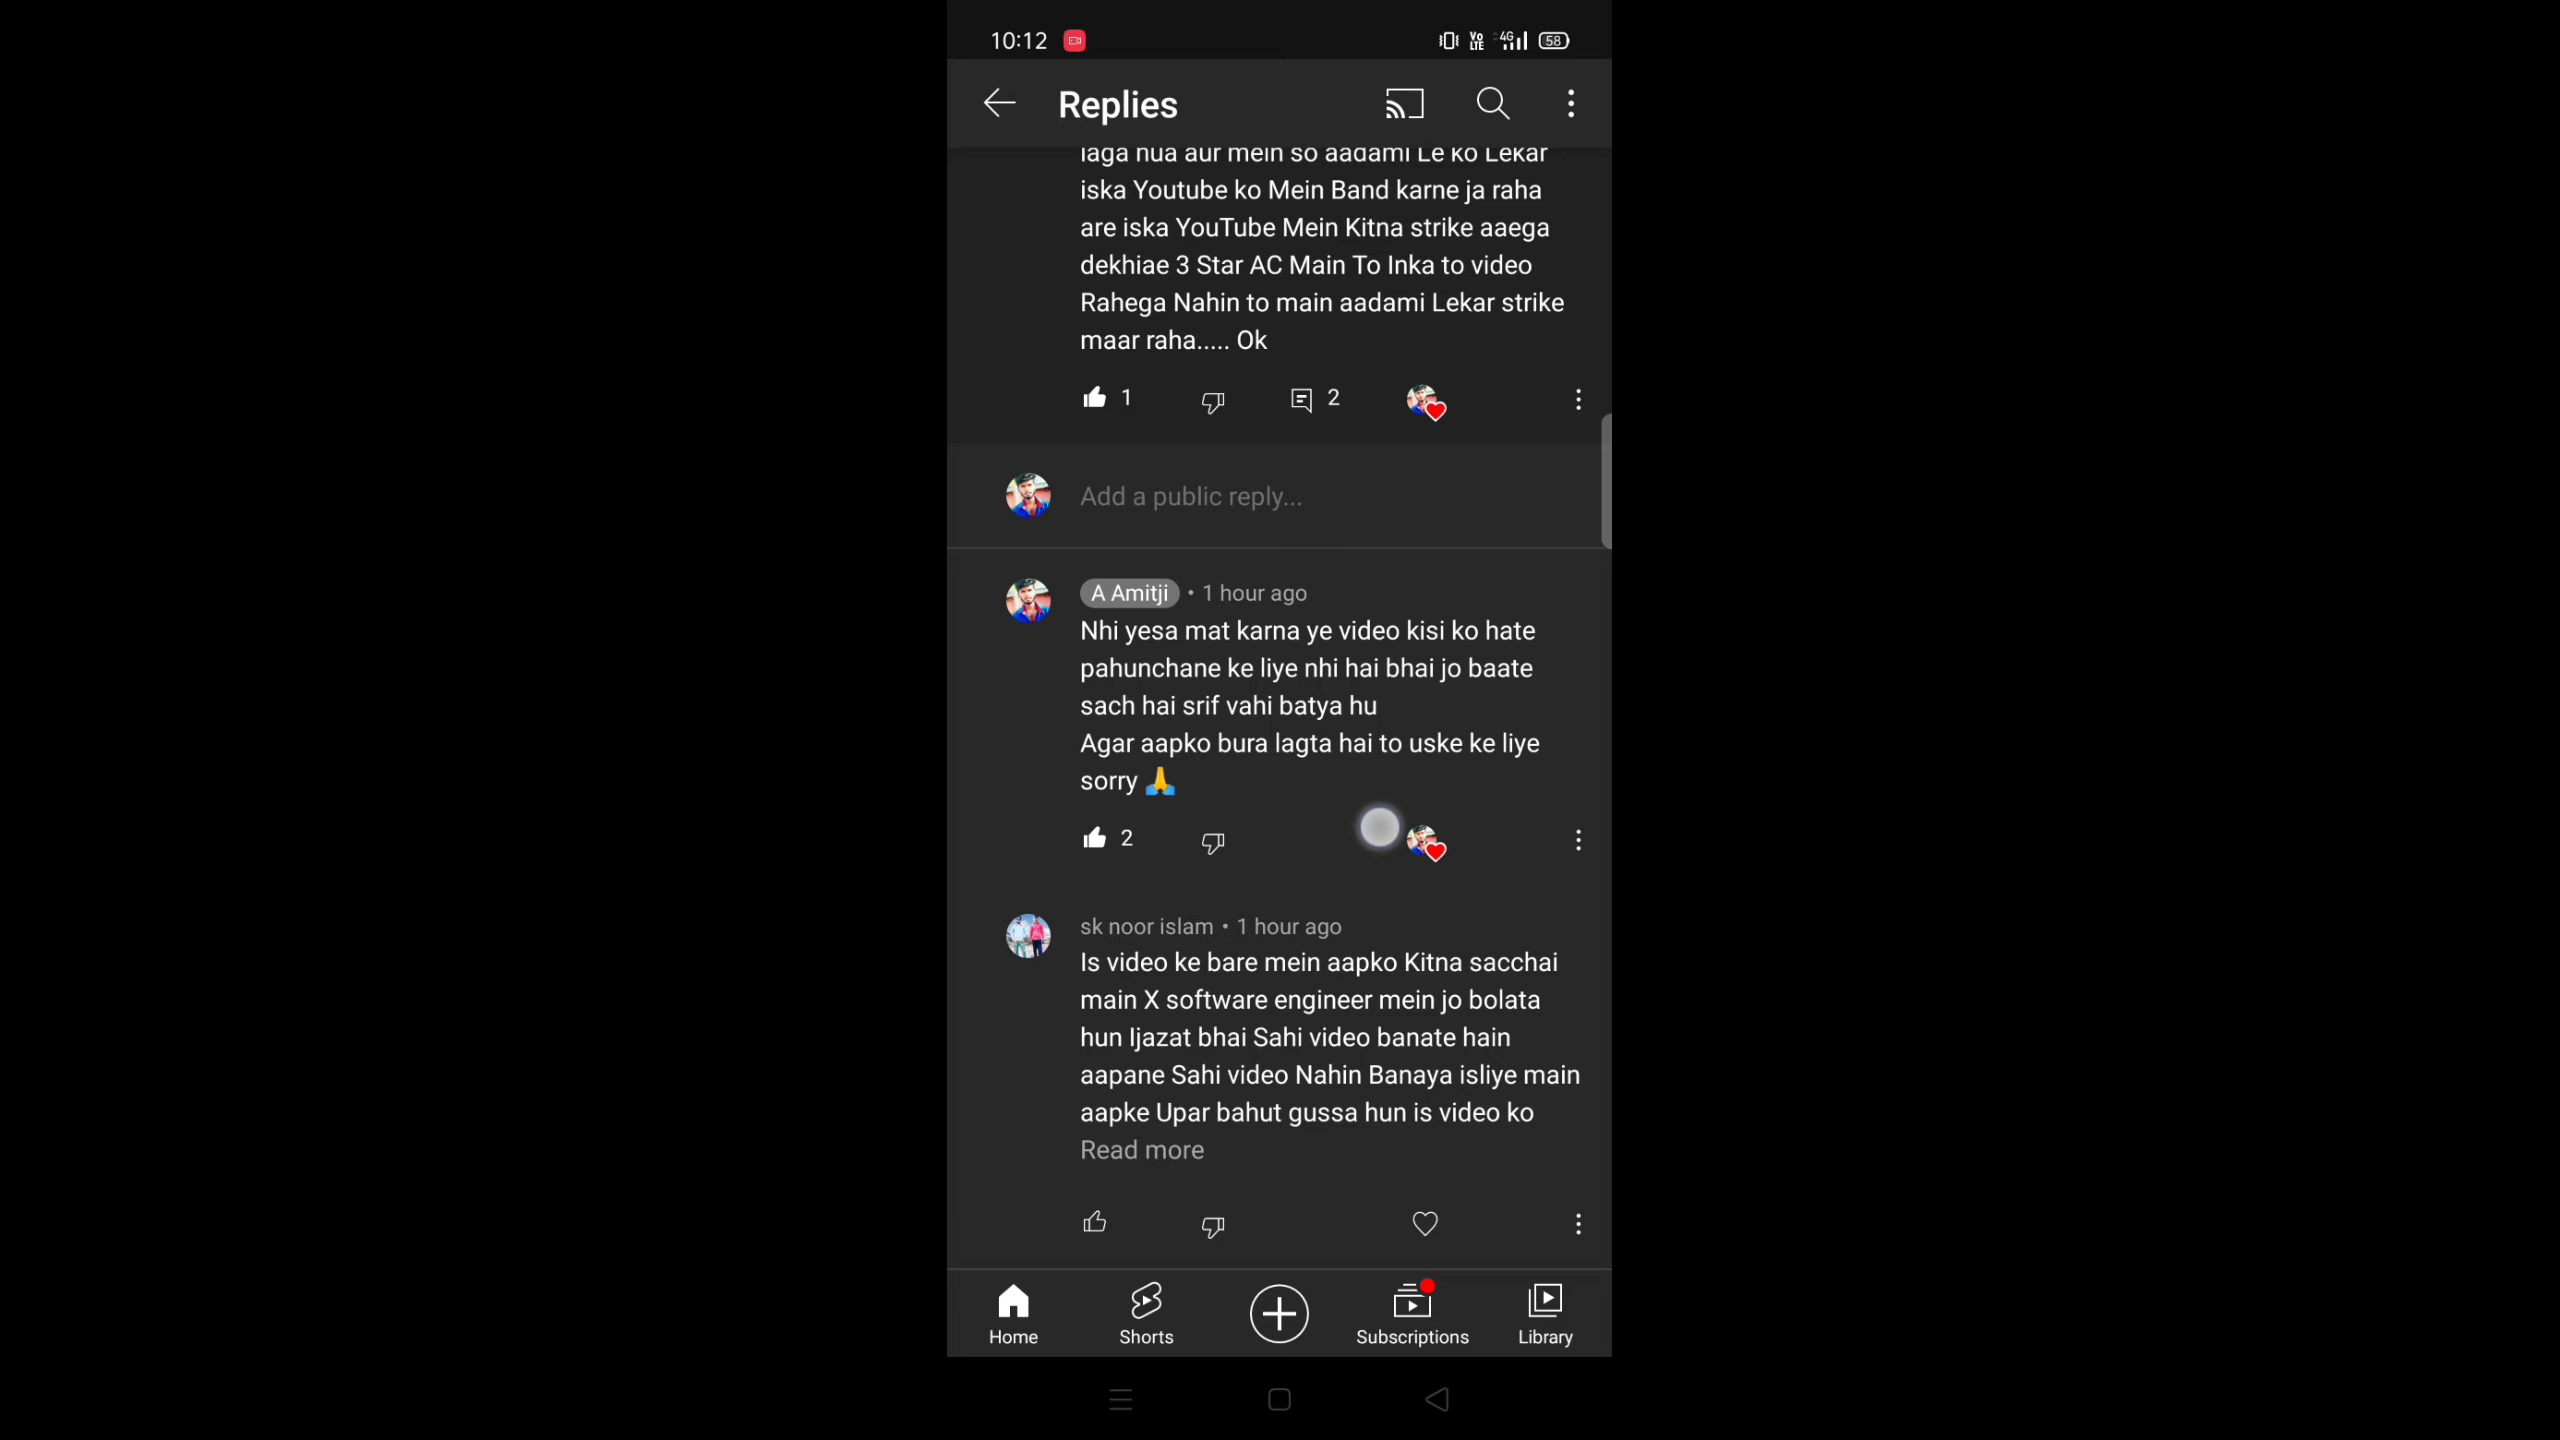 10:12
Vo LTE 4G 58
Replies
laga hua aur mein so aadami Le ko Lekar
iska Youtube ko Mein Band karne ja raha
are iska YouTube Mein Kitna strike aaega
dekhiae 3 Star AC Main To Inka to video
Rahega Nahin to main aadami Lekar strike
maar raha..... Ok
1 2
Add a public reply...
A Amitji • 1 hour ago
Nhi yesa mat karna ye video kisi ko hate
pahunchane ke liye nhi hai bhai jo baate
sach hai srif vahi batya hu
Agar aapko bura lagta hai to uske ke liye
sorry 🙏
2
sk noor islam • 1 hour ago
Is video ke bare mein aapko Kitna sacchai
main X software engineer mein jo bolata
hun Ijazat bhai Sahi video banate hain
aapane Sahi video Nahin Banaya isliye main
aapke Upar bahut gussa hun is video ko
Read more
Home Shorts Subscriptions Library